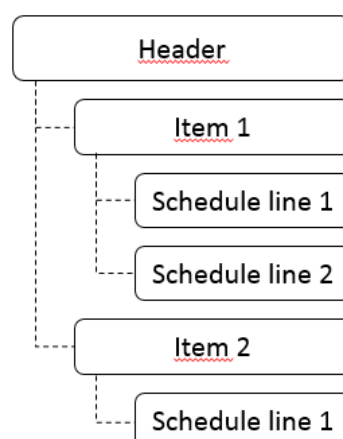 Header
Item 1
Schedule line 1
Schedule line 2
Item 2
Schedule line 1